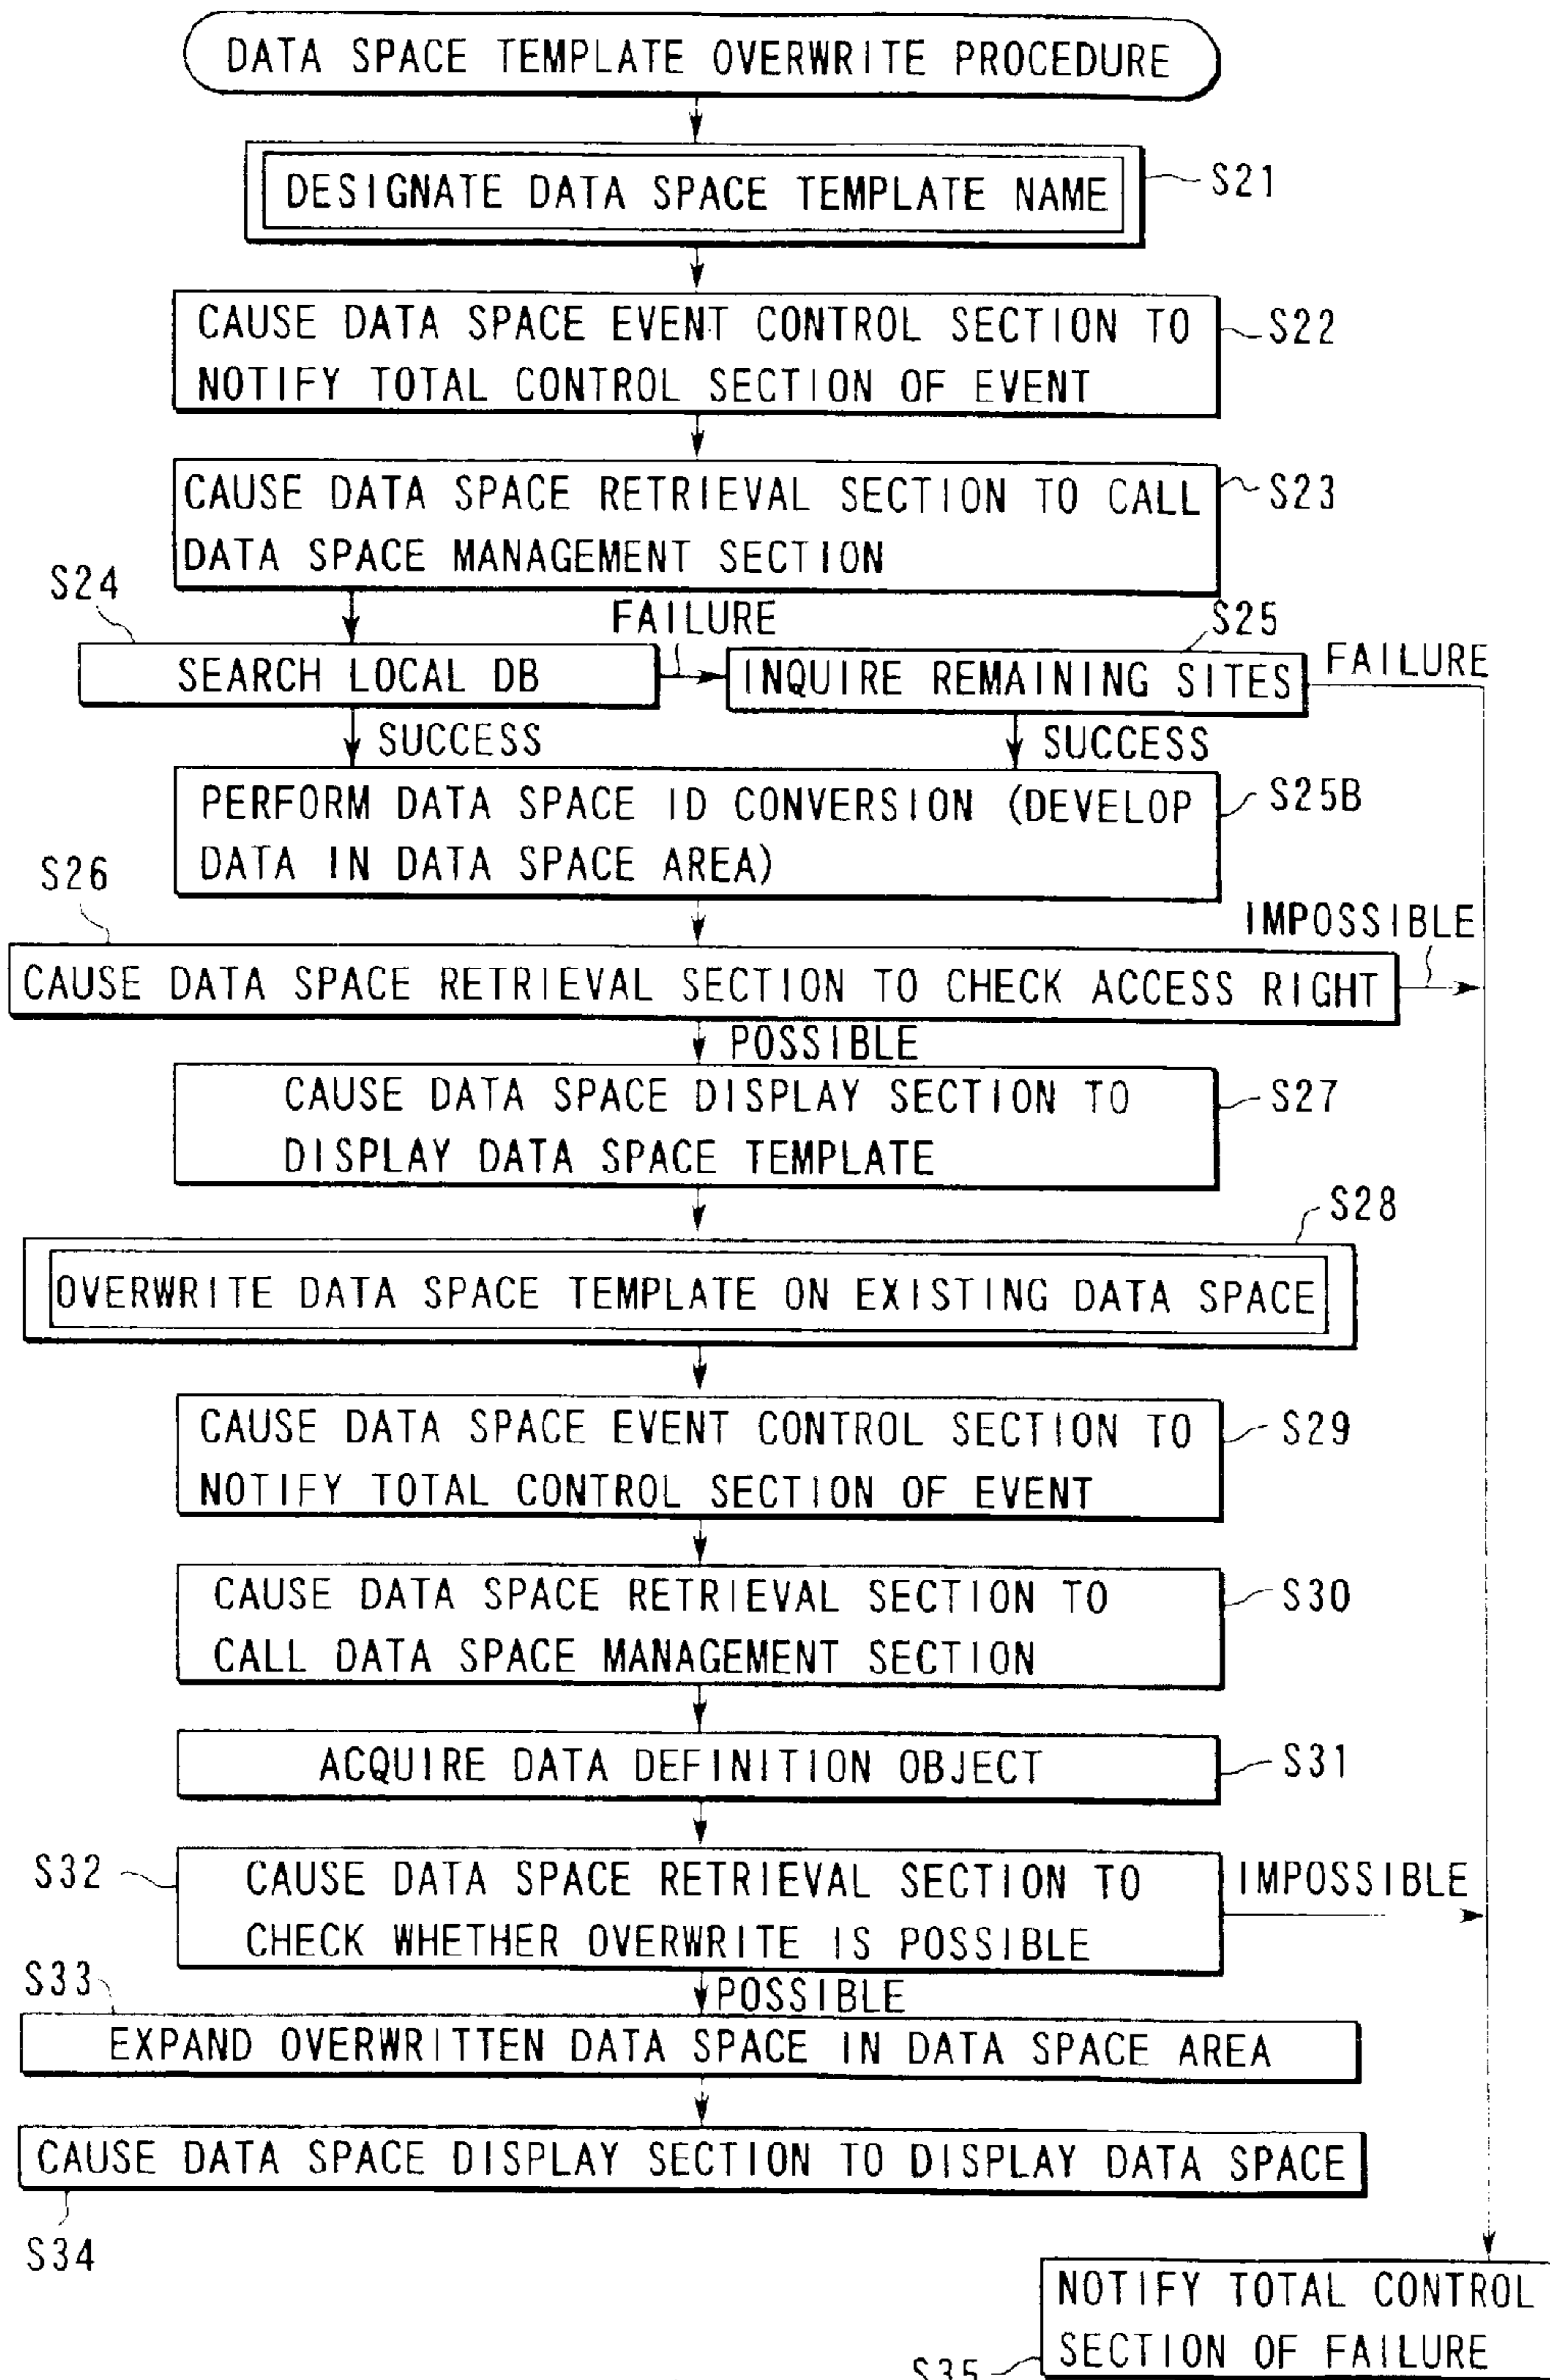 DATA SPACE TEMPLATE OVERWRITE PROCEDURE
DESIGNATE DATA SPACE TEMPLATE NAME
S21
CAUSE DATA SPACE EVENT CONTROL SECTION TO
NOTIFY TOTAL CONTROL SECTION OF EVENT
S22
CAUSE DATA SPACE RETRIEVAL SECTION TO CALL
DATA SPACE MANAGEMENT SECTION
S23
S24
FAILURE
S25
SEARCH LOCAL DB
INQUIRE REMAINING SITES
FAILURE
SUCCESS
SUCCESS
PERFORM DATA SPACE ID CONVERSION (DEVELOP
DATA IN DATA SPACE AREA)
S25B
S26
IMPOSSIBLE
CAUSE DATA SPACE RETRIEVAL SECTION TO CHECK ACCESS RIGHT
POSSIBLE
CAUSE DATA SPACE DISPLAY SECTION TO
DISPLAY DATA SPACE TEMPLATE
S27
S28
OVERWRITE DATA SPACE TEMPLATE ON EXISTING DATA SPACE
CAUSE DATA SPACE EVENT CONTROL SECTION TO
NOTIFY TOTAL CONTROL SECTION OF EVENT
S29
CAUSE DATA SPACE RETRIEVAL SECTION TO
CALL DATA SPACE MANAGEMENT SECTION
S30
ACQUIRE DATA DEFINITION OBJECT
S31
S32
CAUSE DATA SPACE RETRIEVAL SECTION TO
CHECK WHETHER OVERWRITE IS POSSIBLE
IMPOSSIBLE
S33
POSSIBLE
EXPAND OVERWRITTEN DATA SPACE IN DATA SPACE AREA
CAUSE DATA SPACE DISPLAY SECTION TO DISPLAY DATA SPACE
S34
NOTIFY TOTAL CONTROL
SECTION OF FAILURE
S35